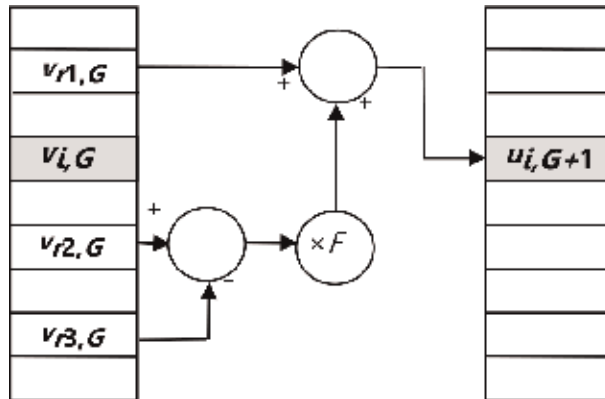 vr1,G
+
+
vi,G
ui,G+1
+
vr2,G
×F
-
vr3,G